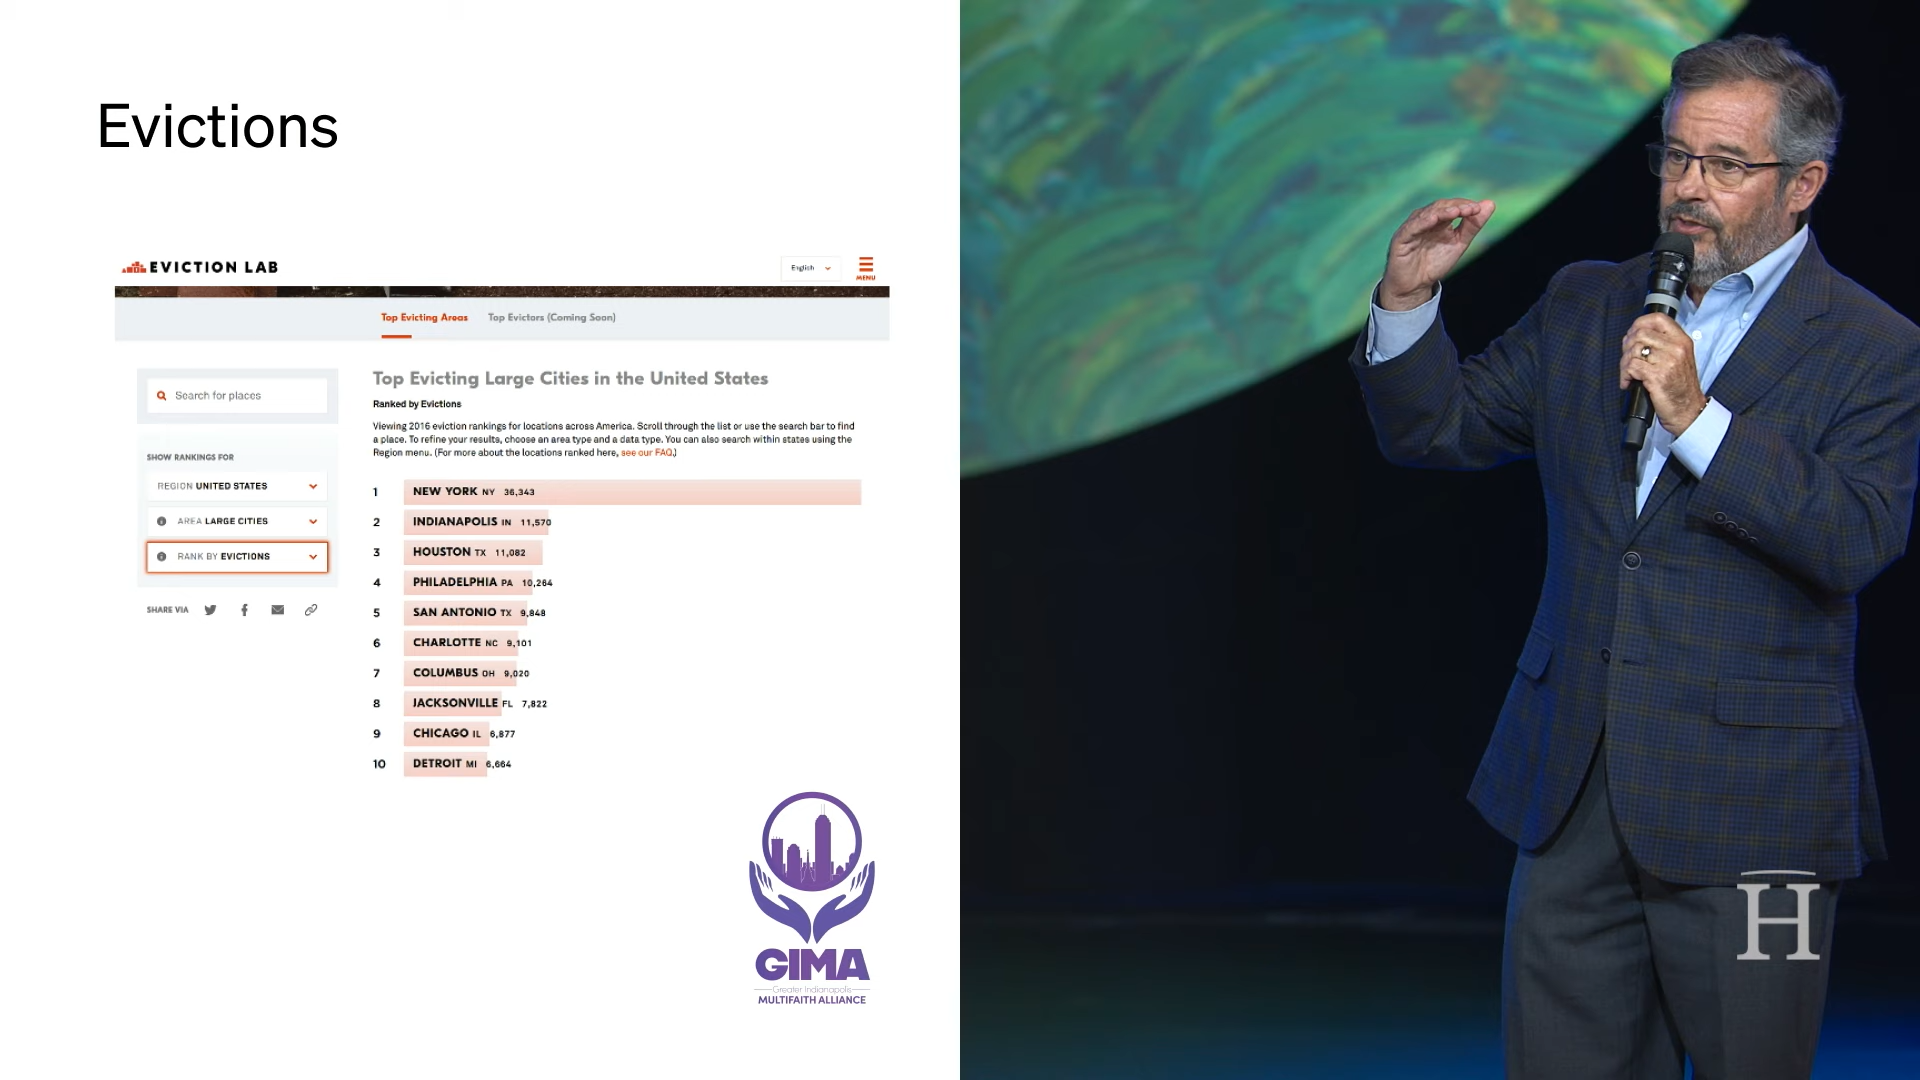 Evictions
EVICTION LAB
English
MENU
Top Evicting Areas Top Evictors (Coming Soon)
Search for places
SHOW RANKINGS FOR
REGION UNITED STATES
AREA LARGE CITIES
RANK BY EVICTIONS
SHARE VIA
Top Evicting Large Cities in the United States
Ranked by Evictions
Viewing 2016 eviction rankings for locations across America. Scroll through the list or use the search bar to find
a place. To refine your results, choose an area type and a data type. You can also search within states using the
Region menu. (For more about the locations ranked here, see our FAQ.)
1 NEW YORK NY 36,343
2 INDIANAPOLIS IN 11,570
3 HOUSTON TX 11,082
4 PHILADELPHIA PA 10,264
5 SAN ANTONIO TX 9,848
6 CHARLOTTE NC 9,101
7 COLUMBUS OH 9,020
8 JACKSONVILLE FL 7,822
9 CHICAGO IL 6,877
10 DETROIT MI 6,664
GIMA
Greater Indianapolis
MULTIFAITH ALLIANCE
H